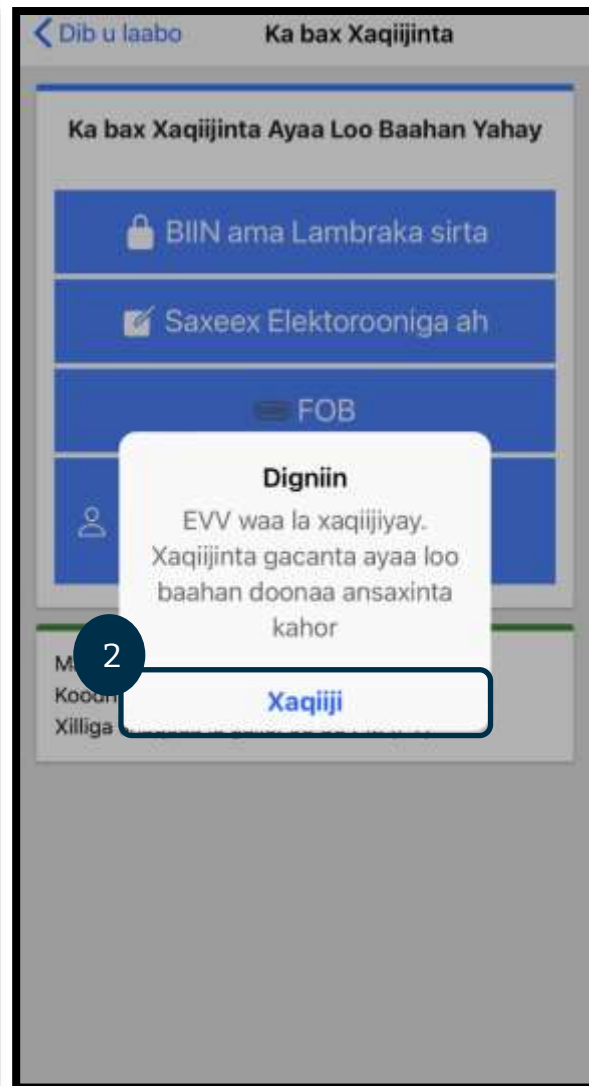 Dib u laabo Ka bax Xaqiijinta
Ka bax Xaqiijinta Ayaa Loo Baahan Yahay
BIIN ama Lambraka sirta
Saxeex Elektorooniga ah
FOB
Digniin
EVV waa la xaqiijiyay.
Xaqiijinta gacanta ayaa loo
baahan doonaa ansaxinta
kahor
2
Xaqiiji
Xilliga